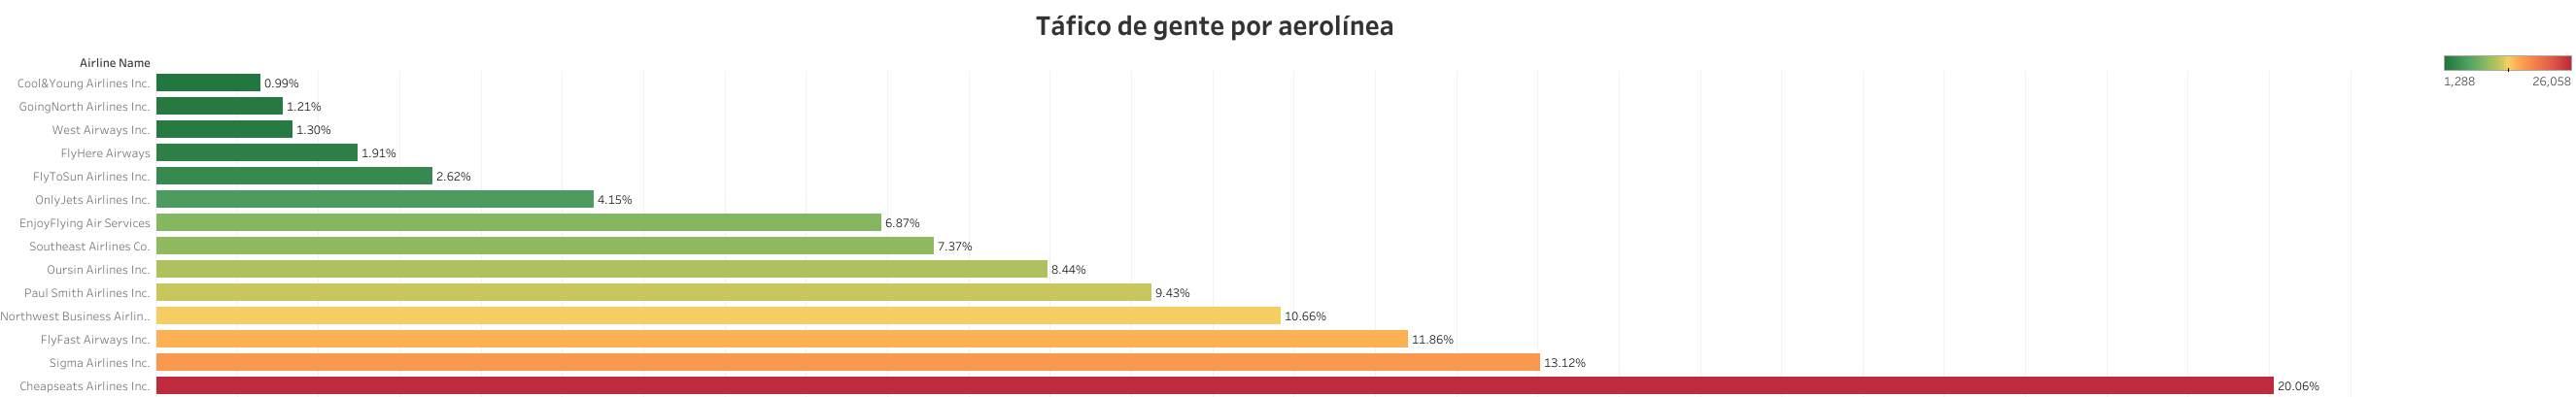 Táfico de gente por aerolínea
Airline Name
1,288 26,058
Cool&Young Airlines Inc. 0.99%
GoingNorth Airlines Inc. 1.21%
West Airways Inc. 1.30%
FlyHere Airways 1.91%
FlyToSun Airlines Inc. 2.62%
OnlyJets Airlines Inc. 4.15%
EnjoyFlying Air Services 6.87%
Southeast Airlines Co. 7.37%
Oursin Airlines Inc. 8.44%
Paul Smith Airlines Inc. 9.43%
Northwest Business Airlin.. 10.66%
FlyFast Airways Inc. 11.86%
Sigma Airlines Inc. 13.12%
Cheapseats Airlines Inc. 20.06%